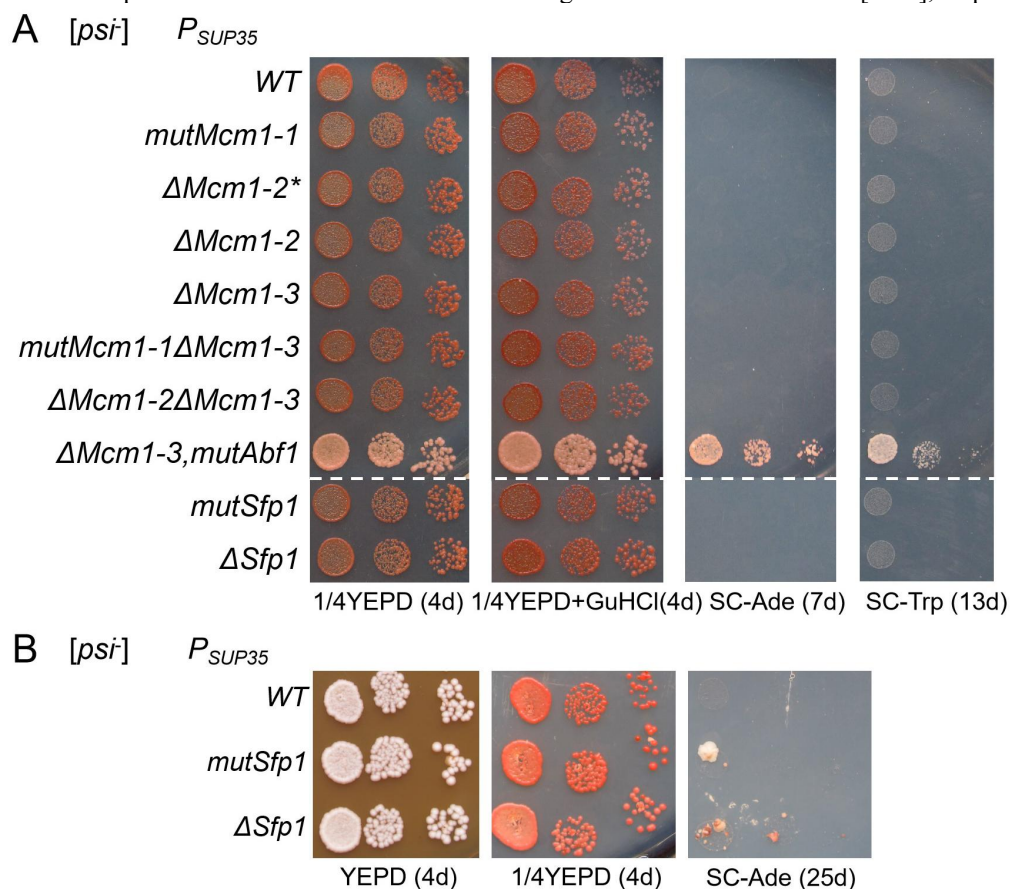 A [psi-] PSUP35
WT
mutMcm1-1
ΔMcm1-2*
ΔMcm1-2
ΔMcm1-3
mutMcm1-1ΔMcm1-3
ΔMcm1-2ΔMcm1-3
ΔMcm1-3,mutAbf1
mutSfp1
ΔSfp1
1/4YEPD (4d) 1/4YEPD+GuHCl(4d) SC-Ade (7d) SC-Trp (13d)
B [psi-] PSUP35
WT
mutSfp1
ΔSfp1
YEPD (4d) 1/4YEPD (4d) SC-Ade (25d)